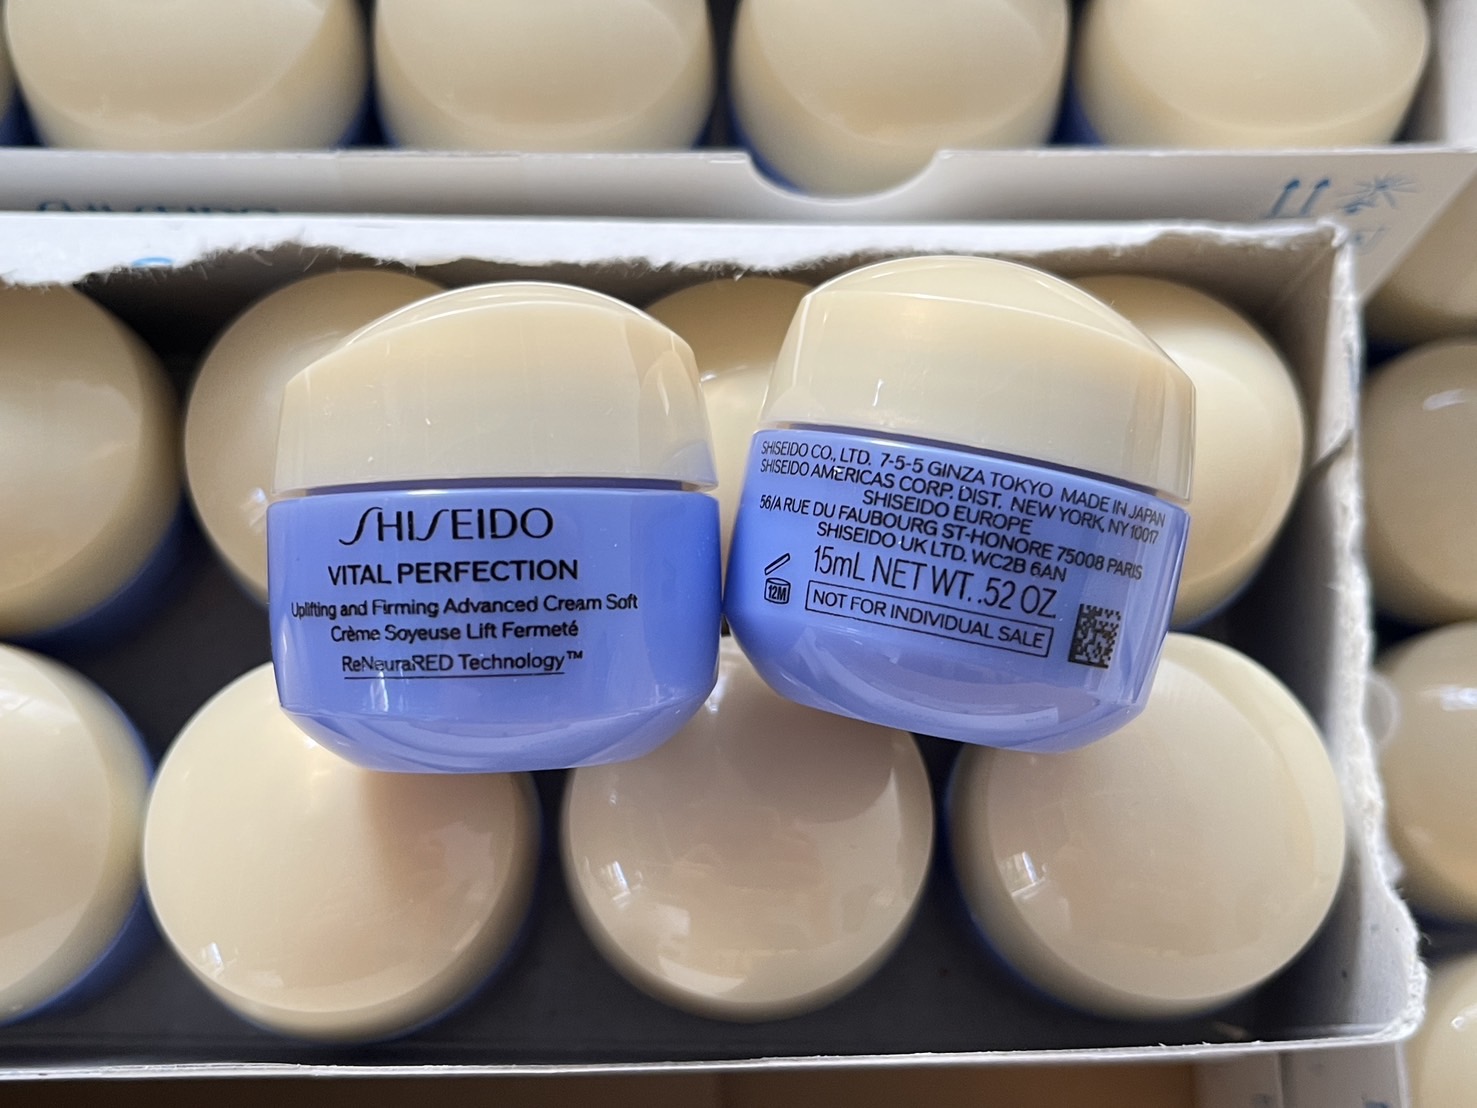 SHISEIDO
VITAL PERFECTION
Uplifting and Firming Advanced Cream Soft
Crème Soyeuse Lift Fermeté
ReNeuraRED Technology™
SHISEIDO CO., LTD. 7-5-5 GINZA TOKYO MADE IN JAPAN
SHISEIDO AMERICAS CORP. DIST. NEW YORK, NY 10017
SHISEIDO EUROPE
56/A RUE DU FAUBOURG ST-HONORE 75008 PARIS
SHISEIDO UK LTD. WC2B 6AN
15mL NET WT. .52 OZ.
12M
NOT FOR INDIVIDUAL SALE